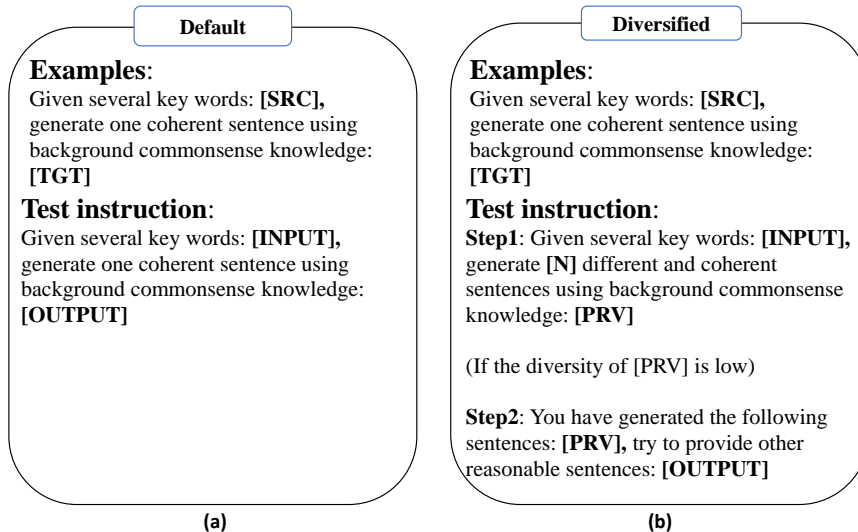 Default
Examples:
Given several key words: [SRC],
generate one coherent sentence using
background commonsense knowledge:
[TGT]
Test instruction:
Given several key words: [INPUT],
generate one coherent sentence using
background commonsense knowledge:
[OUTPUT]
(a)
Diversified
Examples:
Given several key words: [SRC],
generate one coherent sentence using
background commonsense knowledge:
[TGT]
Test instruction:
Step1: Given several key words: [INPUT],
generate [N] different and coherent
sentences using background commonsense
knowledge: [PRV]
(If the diversity of [PRV] is low)
Step2: You have generated the following
sentences: [PRV], try to provide other
reasonable sentences: [OUTPUT]
(b)